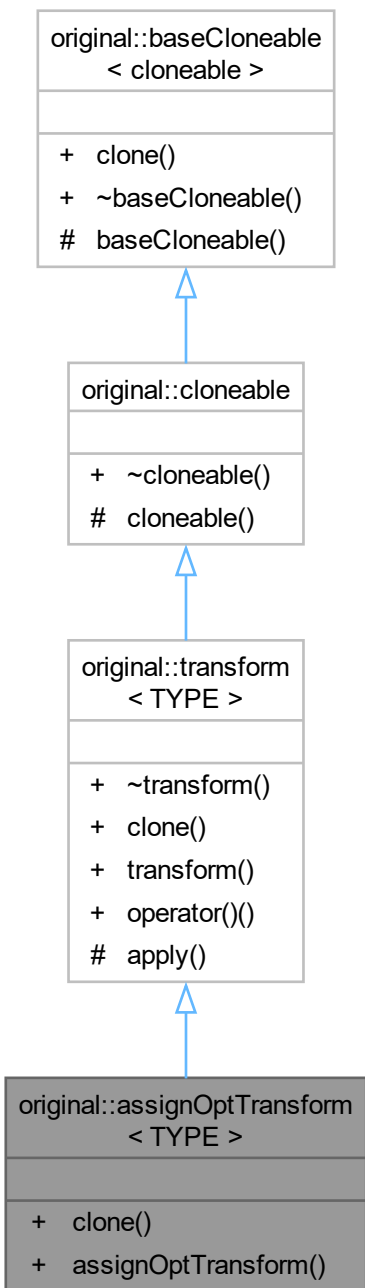 original::baseCloneable
< cloneable >
+ clone()
+ ~baseCloneable()
# baseCloneable()
original::cloneable
+ ~cloneable()
# cloneable()
original::transform
< TYPE >
+ ~transform()
+ clone()
+ transform()
+ operator()()
# apply()
original::assignOptTransform
< TYPE >
+ clone()
+ assignOptTransform()